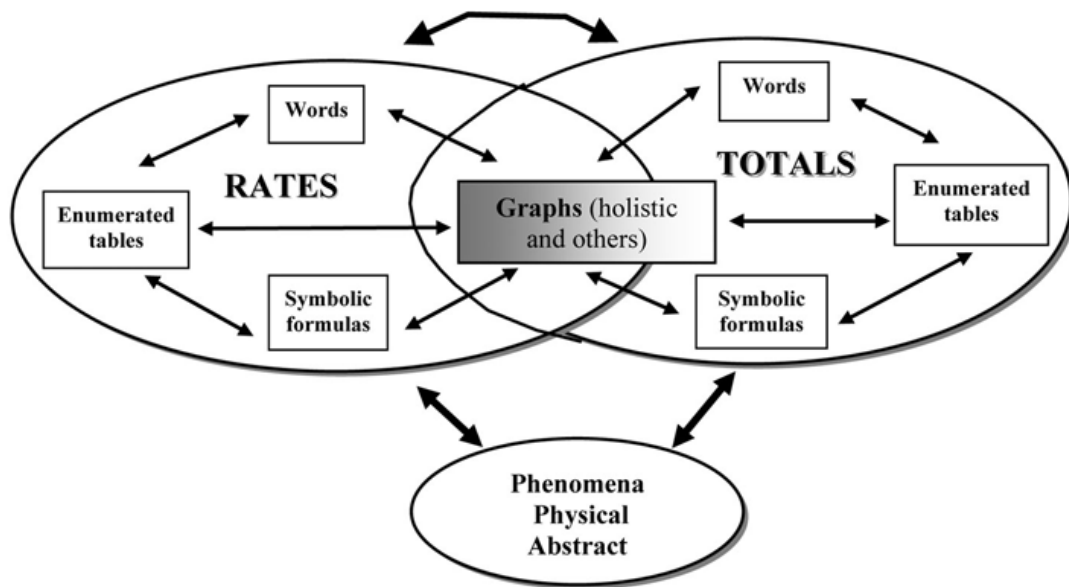 Words
RATES
Enumerated
tables
Symbolic
formulas
Graphs (holistic
and others)
Words
TOTALS
Enumerated
tables
Symbolic
formulas
Phenomena
Physical
Abstract